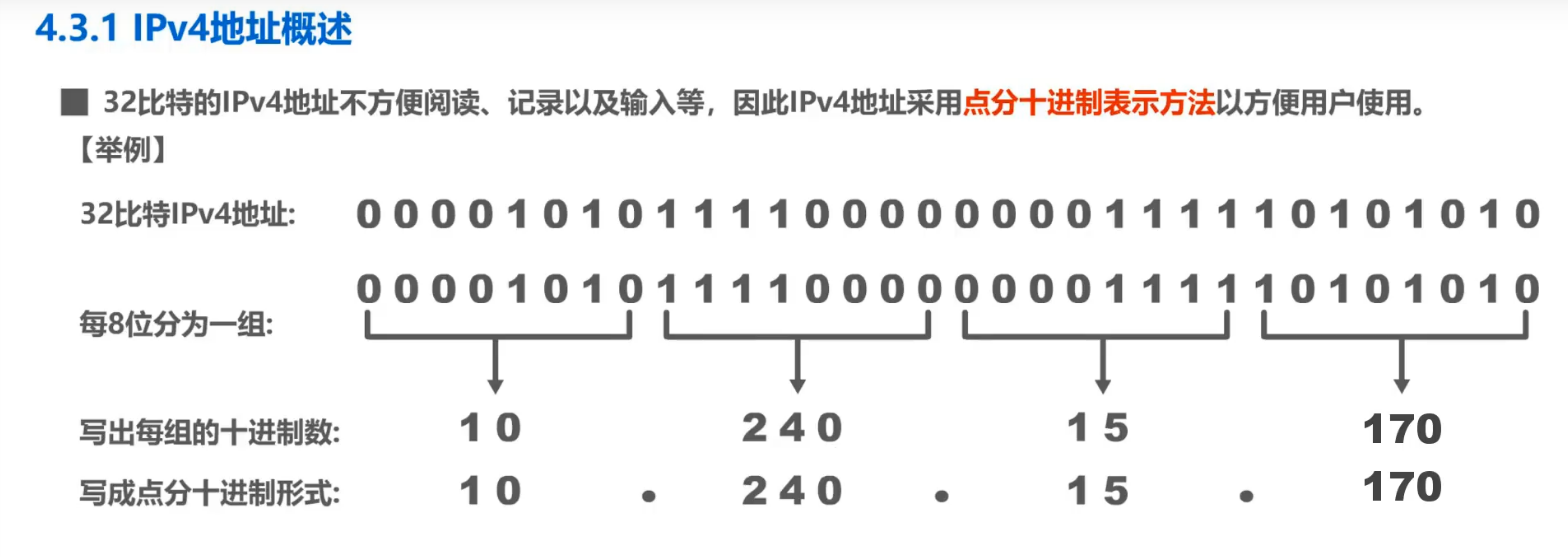 4.3.1 IPv4地址概述
■ 32比特的IPv4地址不方便阅读、记录以及输入等，因此IPv4地址采用点分十进制表示方法以方便用户使用。
【举例】
32比特IPv4地址: 0 0 0 0 1 0 1 0 1 1 1 1 0 0 0 0 0 0 0 0 1 1 1 1 1 0 1 0 1 0 1 0
0 0 0 0 1 0 1 0 1 1 1 1 0 0 0 0 0 0 0 0 1 1 1 1 1 0 1 0 1 0 1 0
每8位分为一组:
写出每组的十进制数: 1 0 2 4 0 1 5 170
写成点分十进制形式: 1 0 . 2 4 0 . 1 5 . 170